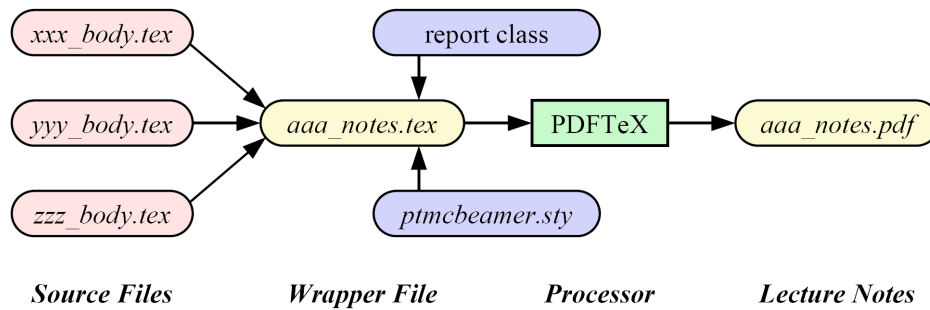 xxx_body.tex
report class
yyy_body.tex
aaa_notes.tex
PDFTeX
aaa_notes.pdf
zzz_body.tex
ptmcbeamer.sty
Source Files
Wrapper File
Processor
Lecture Notes